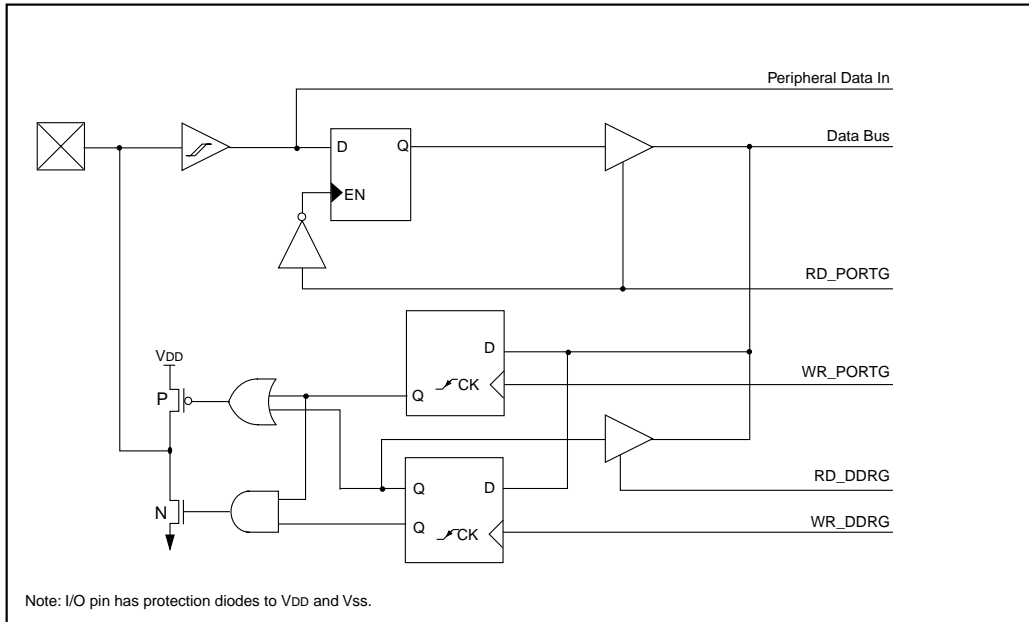 Peripheral Data In
D
Q
Data Bus
EN
RD_PORTG
VDD
D
P
Q
CK
WR_PORTG
RD_DDRG
Q
D
N
Q
CK
WR_DDRG
Note: I/O pin has protection diodes to VDD and Vss.